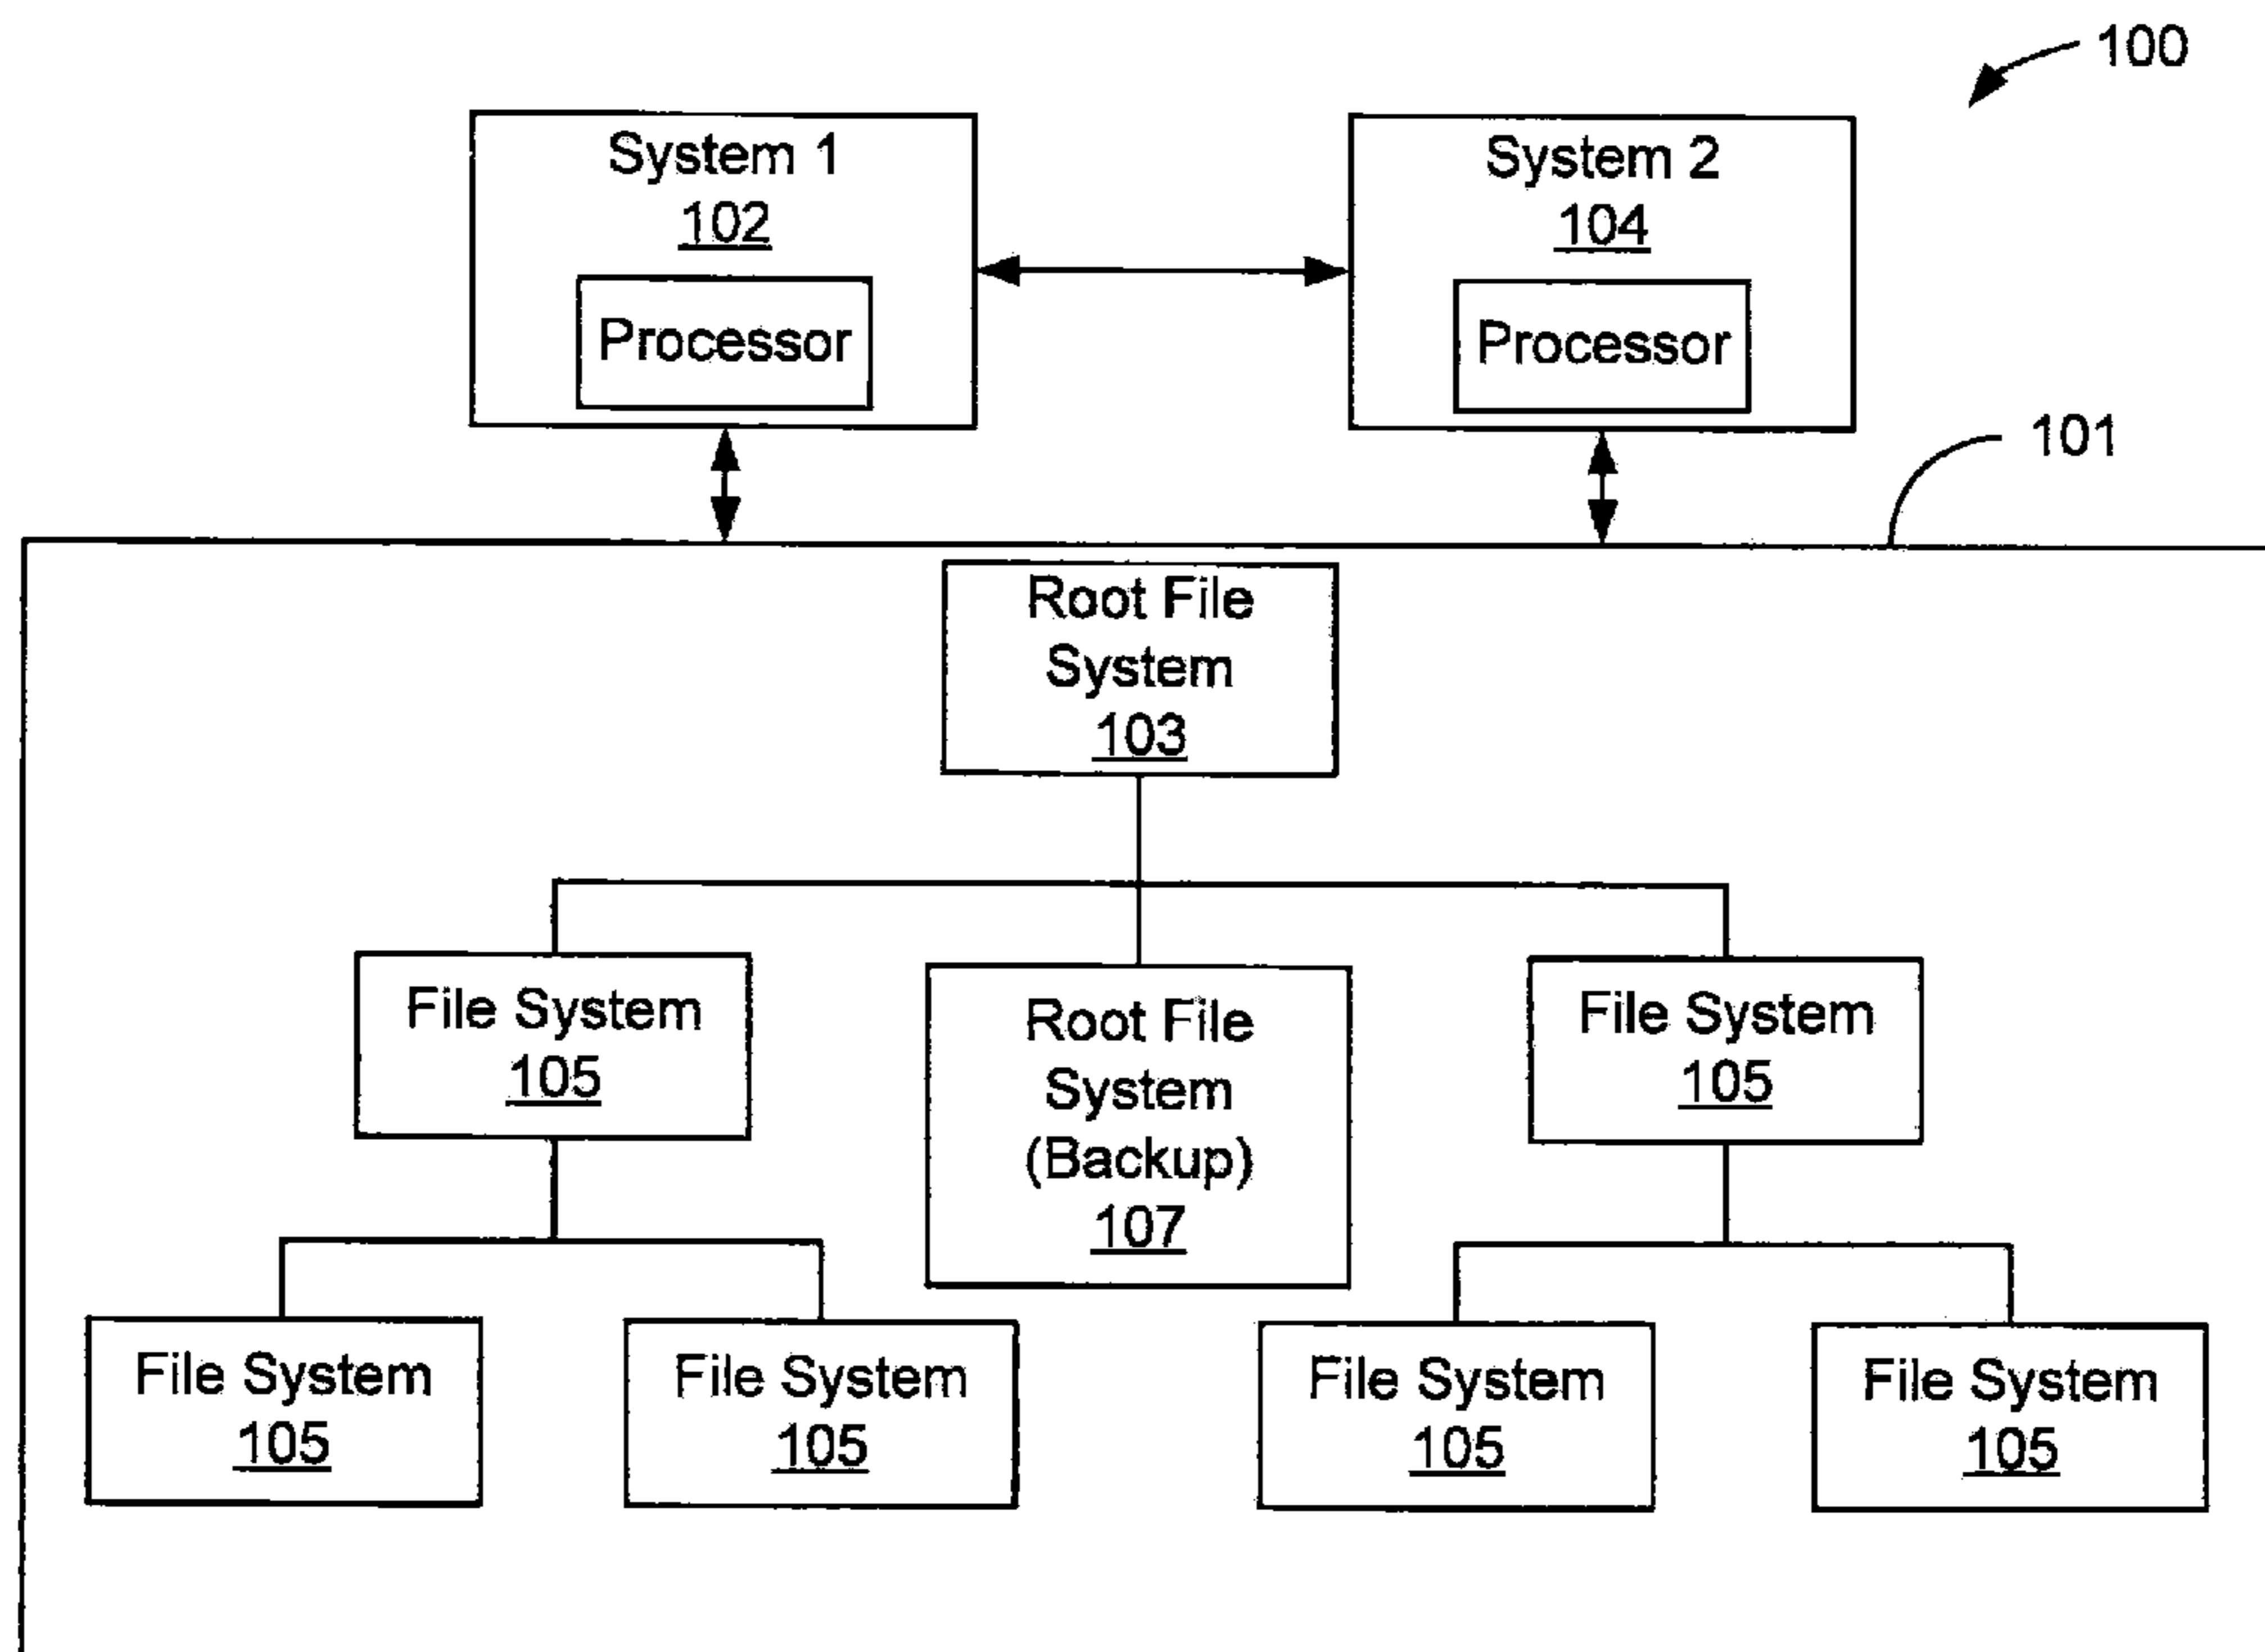 100
System 1
102
Processor
System 2
104
Processor
101
Root File
System
103
File System
105
Root File
System
(Backup)
107
File System
105
File System
105
File System
105
File System
105
File System
105